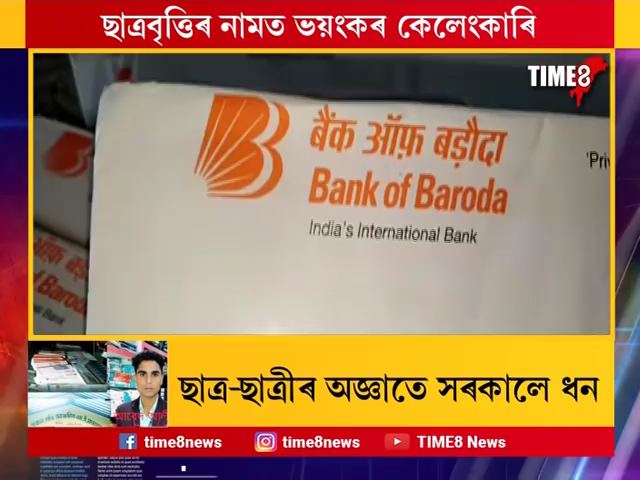 ছাত্ৰবৃত্তিৰ নামত ভয়ংকৰ কেলেংকাৰি
TIME8
बैंक ऑफ़ बड़ौदा
Bank of Baroda
India's International Bank
'Priv
ছাত্ৰ-ছাত্ৰীৰ অজ্ঞাতে সৰকালে ধন
time8news
time8news
TIME8 News